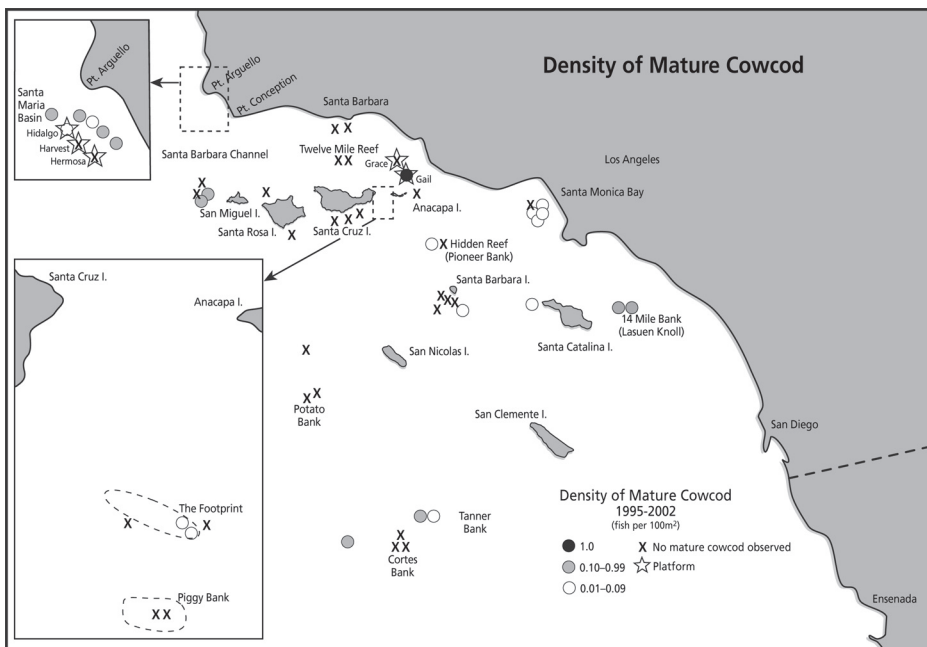 Density of Mature Cowcod
Pt. Arguello
Santa
Maria
Basin
Hidalgo
Harvest
Hermosa
Pt. Arguello
Pt. Conception
Santa Barbara
X X
Santa Barbara Channel
Twelve Mile Reef
X X
Grace
X
Gail
Los Angeles
Santa Monica Bay
X
X
X
X
X
San Miguel I.
Santa Rosa I.
X
Santa Cruz I.
X X X
Anacapa I.
X
X Hidden Reef
(Pioneer Bank)
Santa Barbara I.
X X X
X
14 Mile Bank
(Lasuen Knoll)
Santa Catalina I.
San Nicolas I.
X
X X
Potato
Bank
San Clemente I.
San Diego
Tanner
Bank
X
X X
Cortes
Bank
Ensenada
Santa Cruz I.
Anacapa I.
The Footprint
X
X
Piggy Bank
X X
Density of Mature Cowcod
1995-2002
(fish per 100m²)
1.0
X No mature cowcod observed
0.10–0.99
Platform
0.01–0.09